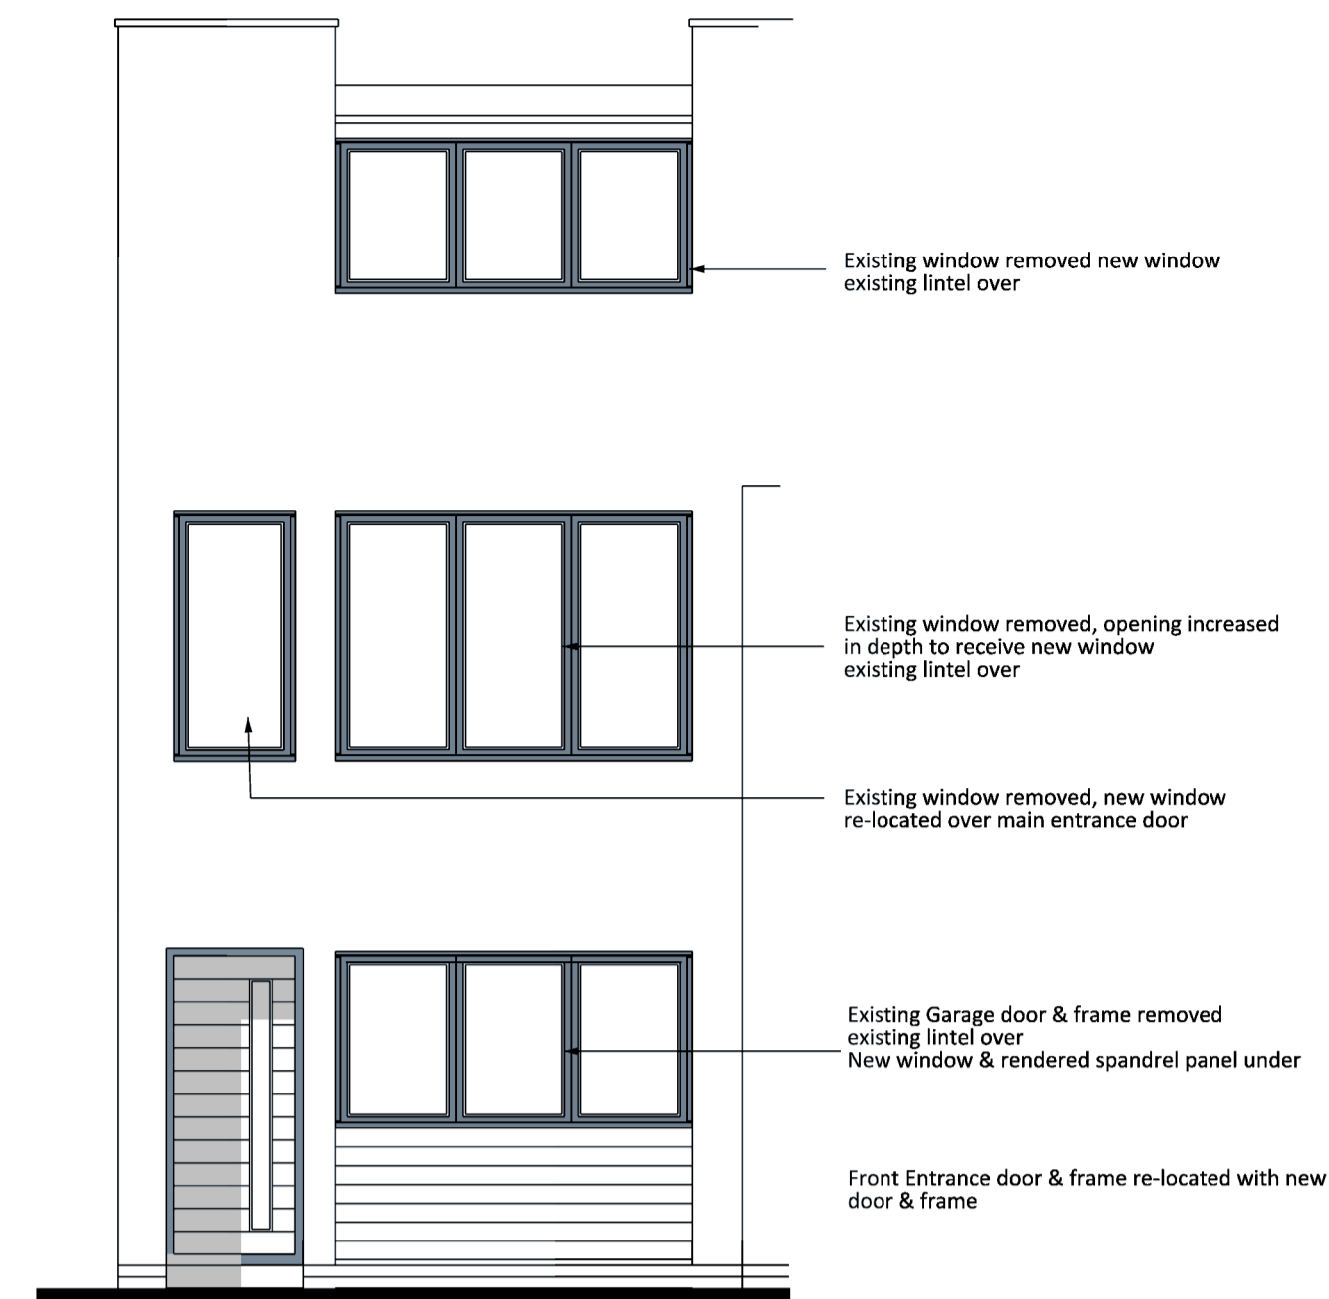 Existing window removed new window
existing lintel over
Existing window removed, opening increased
in depth to receive new window
existing lintel over
Existing window removed, new window
re-located over main entrance door
Existing Garage door & frame removed
existing lintel over
New window & rendered spandrel panel under
Front Entrance door & frame re-located with new
door & frame